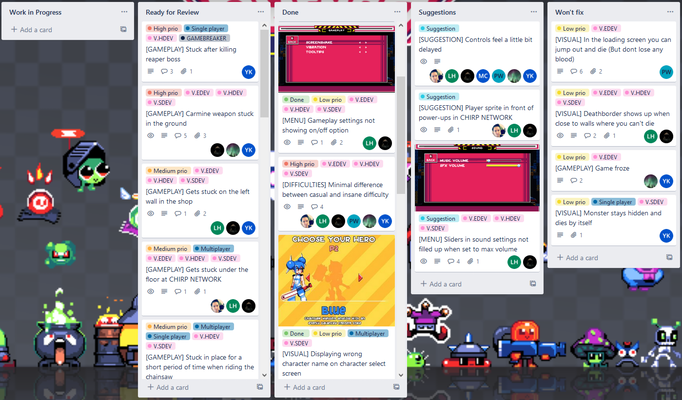 Work in Progress
+ Add a card
Ready for Review
High prio Single player
V.HDEV GAMEBREAKER
[GAMEPLAY] Stuck after killing
reaper boss
3 1 YK
High prio V.EDEV V.HDEV
V.SDEV
[GAMEPLAY] Carmine weapon stuck
in the ground
5 3
YK
Medium prio V.EDEV
V.HDEV V.SDEV
[GAMEPLAY] Gets stuck on the left
wall in the shop
1 2
LH YK
Medium prio Multiplayer
V.EDEV V.HDEV V.SDEV
[GAMEPLAY] Gets stuck under the
floor at CHIRP NETWORK
1 1
LH
Medium prio Multiplayer
Single player V.HDEV
V.SDEV
[GAMEPLAY] Stuck in place for a
short period of time when riding the
chainsaw
+ Add a card
Done
GAMEPLAY
SCREENSHAKE
VIBRATION
TOOLTIPS
Done Low prio V.EDEV
V.HDEV V.SDEV
[MENU] Gameplay settings not
showing on/off option
1 2 LH
High prio V.EDEV V.HDEV
V.SDEV
[DIFFICULTIES] Minimal difference
between casual and insane difficulty
4
LH PW YK
CHOOSE YOUR HERO
P2
BLUE
Done Low prio Multiplayer
V.SDEV
[VISUAL] Displaying wrong
character name on character select
screen
+ Add a card
Suggestions
Suggestion
[SUGGESTION] Controls feel a little bit
delayed
LH MC PW YK
Suggestion
[SUGGESTION] Player sprite in front of
power-ups in CHIRP NETWORK
1 LH
MUSIC VOLUME
SFX VOLUME
Suggestion V.EDEV V.HDEV
V.SDEV
[MENU] Sliders in sound settings not
filled up when set to max volume
4 1 LH
+ Add a card
Won't fix
Low prio V.EDEV
[VISUAL] In the loading screen you can
jump out and die (But dont lose any
blood)
6 2 PW
Low prio V.EDEV V.HDEV
V.SDEV
[VISUAL] Deathborder shows up when
close to walls where you can't die
2 1 LH
Low prio V.EDEV
[GAMEPLAY] Game froze
2 YK
Low prio Single player V.SDEV
[VISUAL] Monster stays hidden and
dies by itself
1 YK
+ Add a card